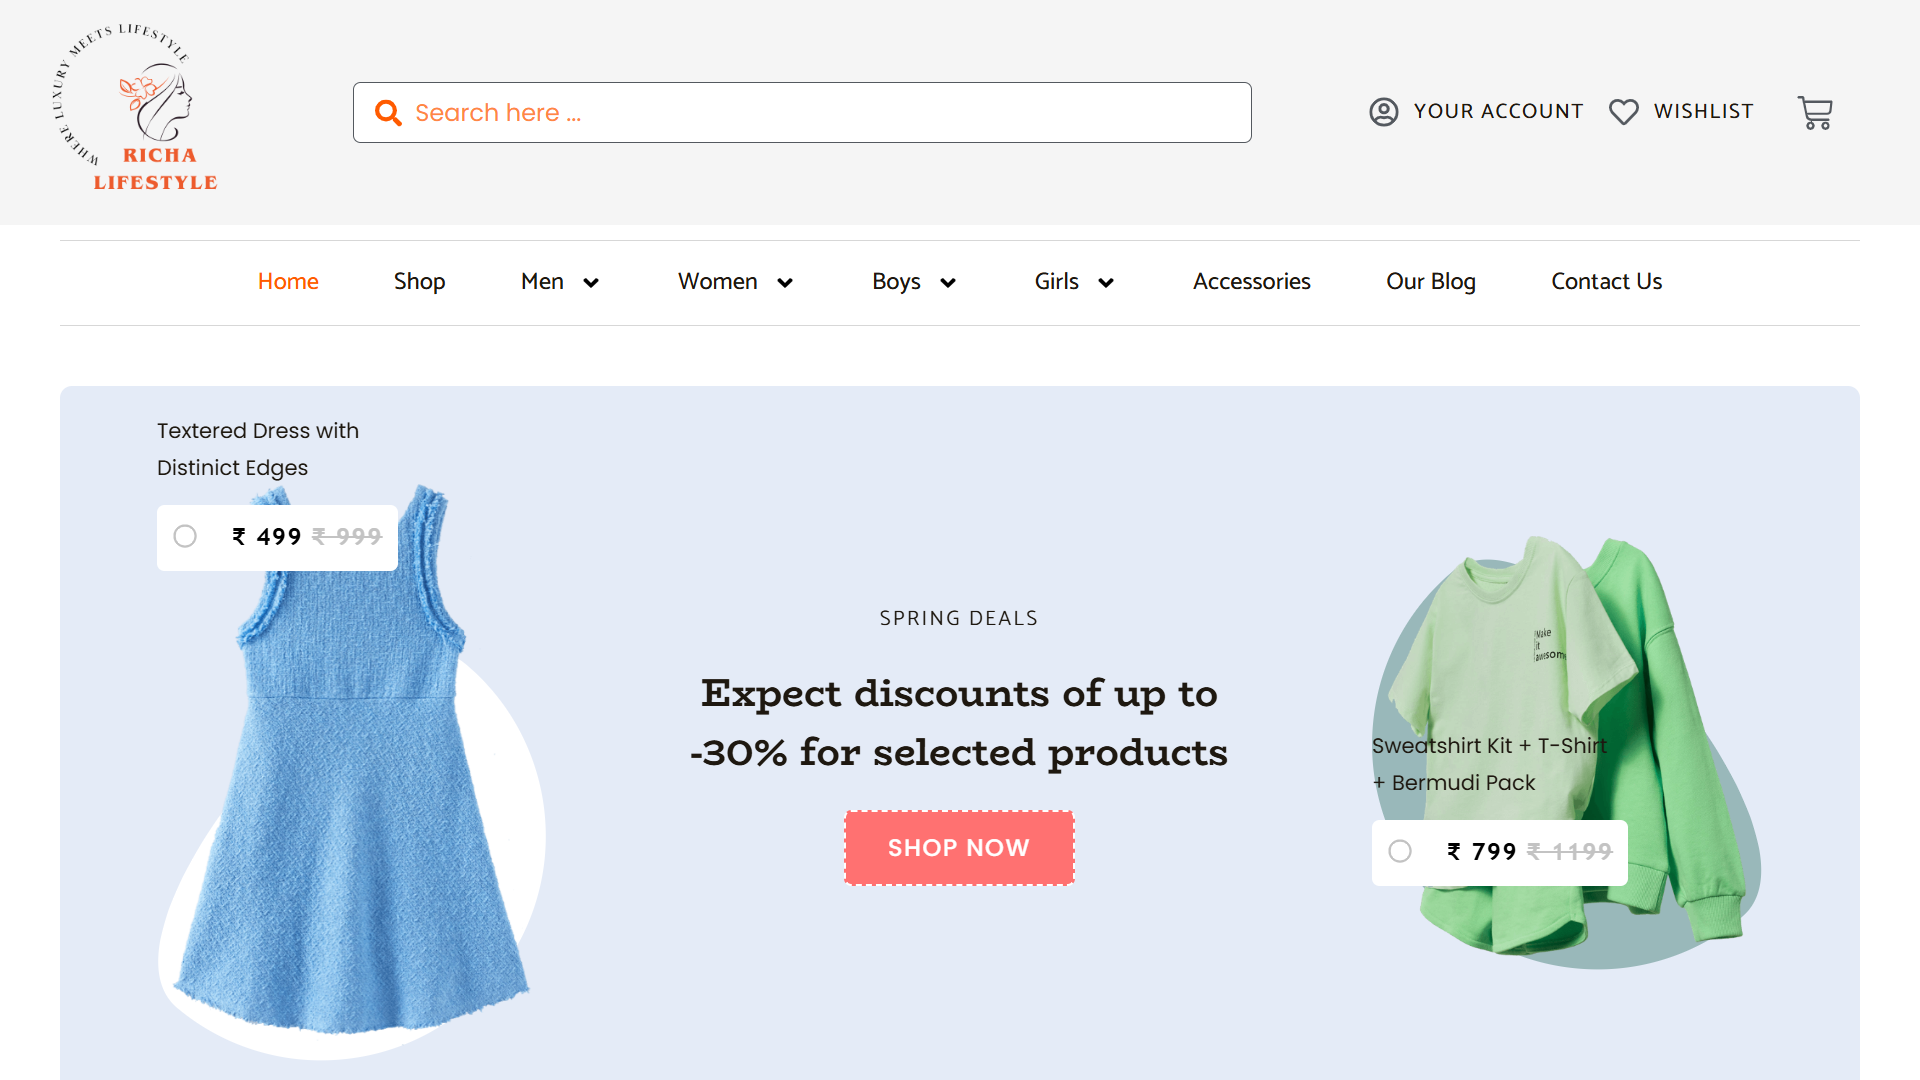 WHERE LUXURY MEETS LIFESTYLE
RICHA
LIFESTYLE
Search here ...
YOUR ACCOUNT
WISHLIST
Home
Shop
Men
Women
Boys
Girls
Accessories
Our Blog
Contact Us
Textered Dress with
Distinict Edges
₹ 499 ₹ 999
SPRING DEALS
Expect discounts of up to
-30% for selected products
SHOP NOW
Make
it
awesome
Sweatshirt Kit + T-Shirt
+ Bermudi Pack
₹ 799 ₹ 1199